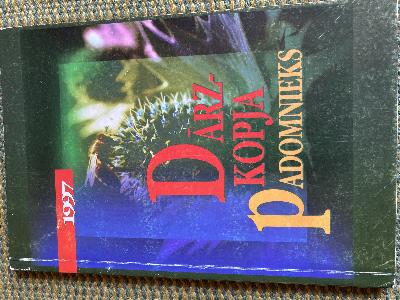 1997
DĀRZ-
KOPJA
PADOMNIEKS